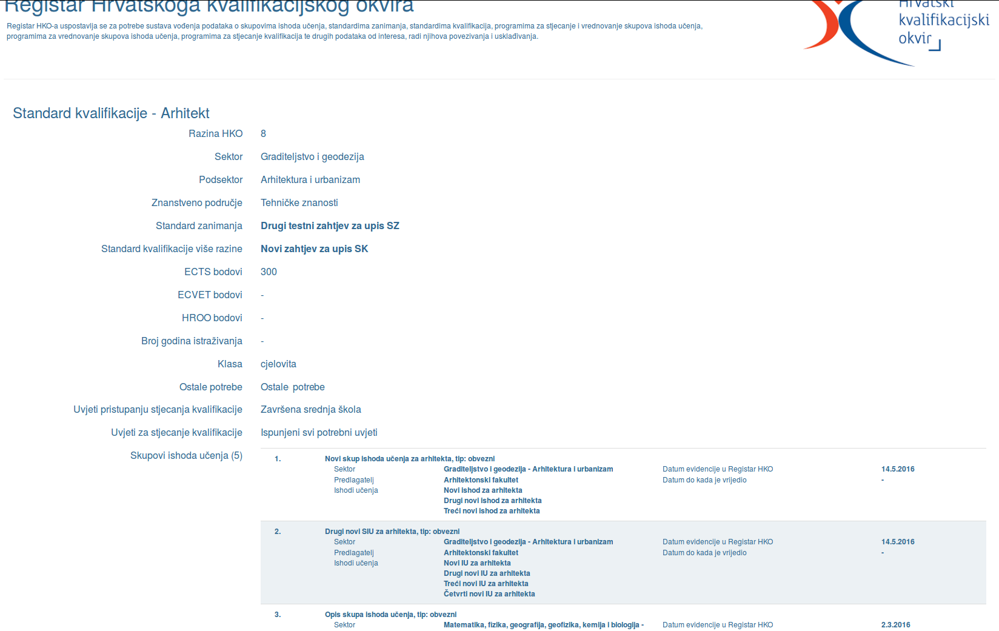 Registar Hrvatskoga kvalifikacijskog okvira
Hrvatski
kvalifikacijski
okvir
Registar HKO-a uspostavlja se za potrebe sustava vođenja podataka o skupovima ishoda učenja, standardima zanimanja, standardima kvalifikacija, programima za stjecanje i vrednovanje skupova ishoda učenja,
programima za vrednovanje skupova ishoda učenja, programima za stjecanje kvalifikacija te drugih podataka od interesa, radi njihova povezivanja i usklađivanja.
Standard kvalifikacije - Arhitekt
Razina HKO 8
Sektor Graditeljstvo i geodezija
Podsektor Arhitektura i urbanizam
Znanstveno područje Tehničke znanosti
Standard zanimanja Drugi testni zahtjev za upis SZ
Standard kvalifikacije više razine Novi zahtjev za upis SK
ECTS bodovi 300
ECVET bodovi -
HROO bodovi -
Broj godina istraživanja -
Klasa cjelovita
Ostale potrebe Ostale potrebe
Uvjeti pristupanju stjecanja kvalifikacije Završena srednja škola
Uvjeti za stjecanje kvalifikacije Ispunjeni svi potrebni uvjeti
Skupovi ishoda učenja (5)
1. Novi skup ishoda učenja za arhitekta, tip: obvezni
Sektor Graditeljstvo i geodezija - Arhitektura i urbanizam Datum evidencije u Registar HKO 14.5.2016
Predlagatelj Arhitektonski fakultet Datum do kada je vrijedio -
Ishodi učenja Novi ishod za arhitekta
Drugi novi ishod za arhitekta
Treći novi ishod za arhitekta
2. Drugi novi SIU za arhitekta, tip: obvezni
Sektor Graditeljstvo i geodezija - Arhitektura i urbanizam Datum evidencije u Registar HKO 14.5.2016
Predlagatelj Arhitektonski fakultet Datum do kada je vrijedio -
Ishodi učenja Novi IU za arhitekta
Drugi novi IU za arhitekta
Treći novi IU za arhitekta
Četvrti novi IU za arhitekta
3. Opis skupa ishoda učenja, tip: obvezni
Sektor Matematika, fizika, geografija, geofizika, kemija i biologija - Datum evidencije u Registar HKO 2.3.2016